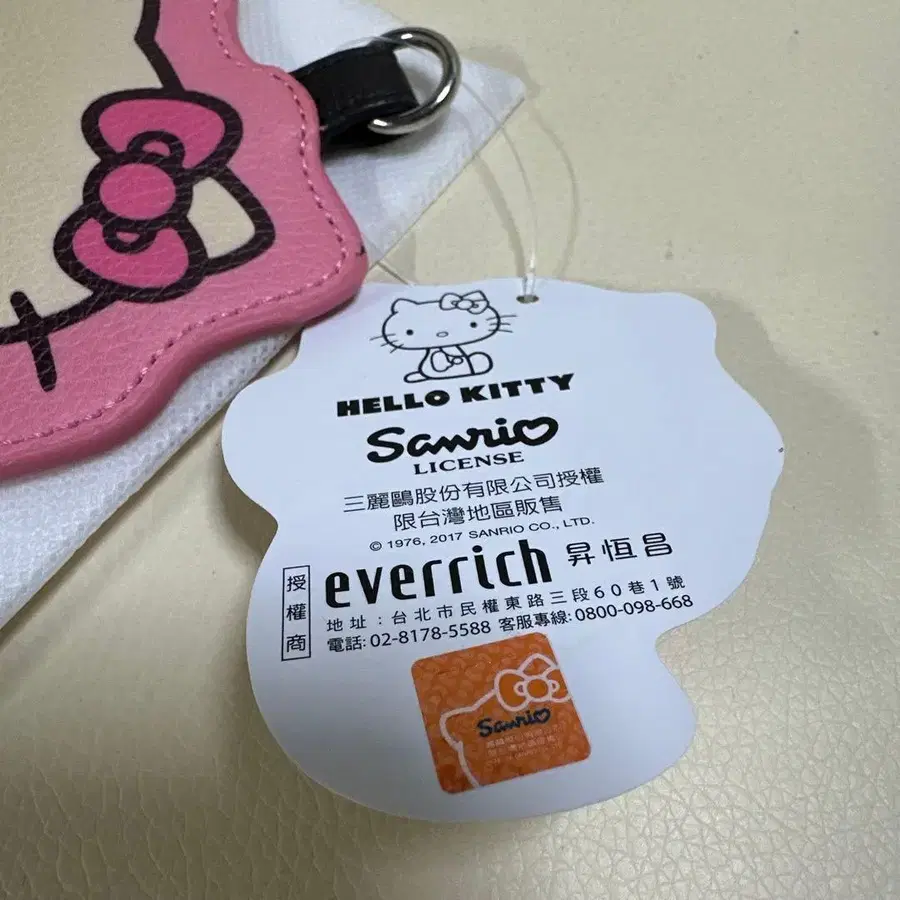 HELLO KITTY
Sanrio
LICENSE
三麗鷗股份有限公司授權
限台灣地區販售
© 1976, 2017 SANRIO CO., LTD.
授權商
everrich 昇恆昌
地址：台北市民權東路三段60巷1號
電話: 02-8178-5588 客服專線: 0800-098-668
Sanrio